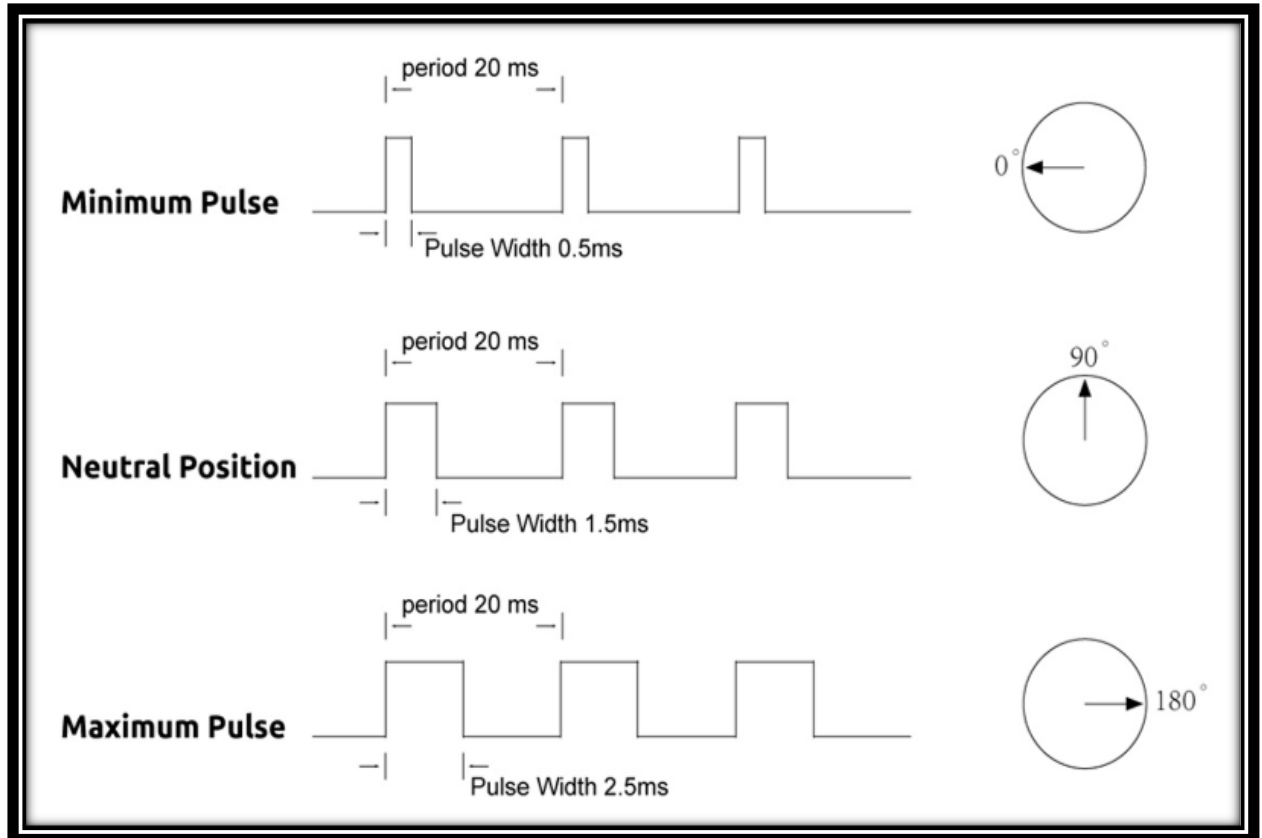 period 20 ms
0°
Minimum Pulse
Pulse Width 0.5ms
period 20 ms
90°
Neutral Position
Pulse Width 1.5ms
period 20 ms
180°
Maximum Pulse
Pulse Width 2.5ms